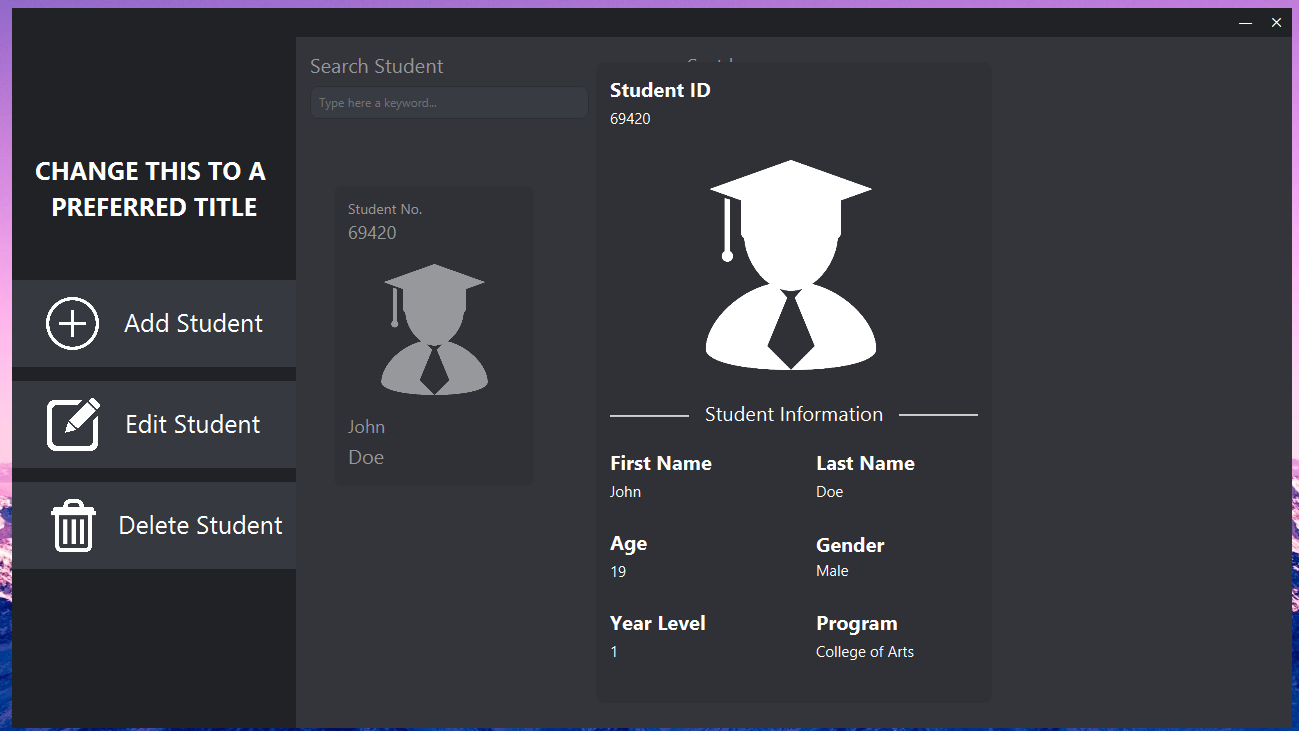 CHANGE THIS TO A
PREFERRED TITLE
Add Student
Edit Student
Delete Student
Search Student
Type here a keyword...
Student No.
69420
John
Doe
Student ID
69420
Student Information
First Name
John
Last Name
Doe
Age
19
Gender
Male
Year Level
1
Program
College of Arts